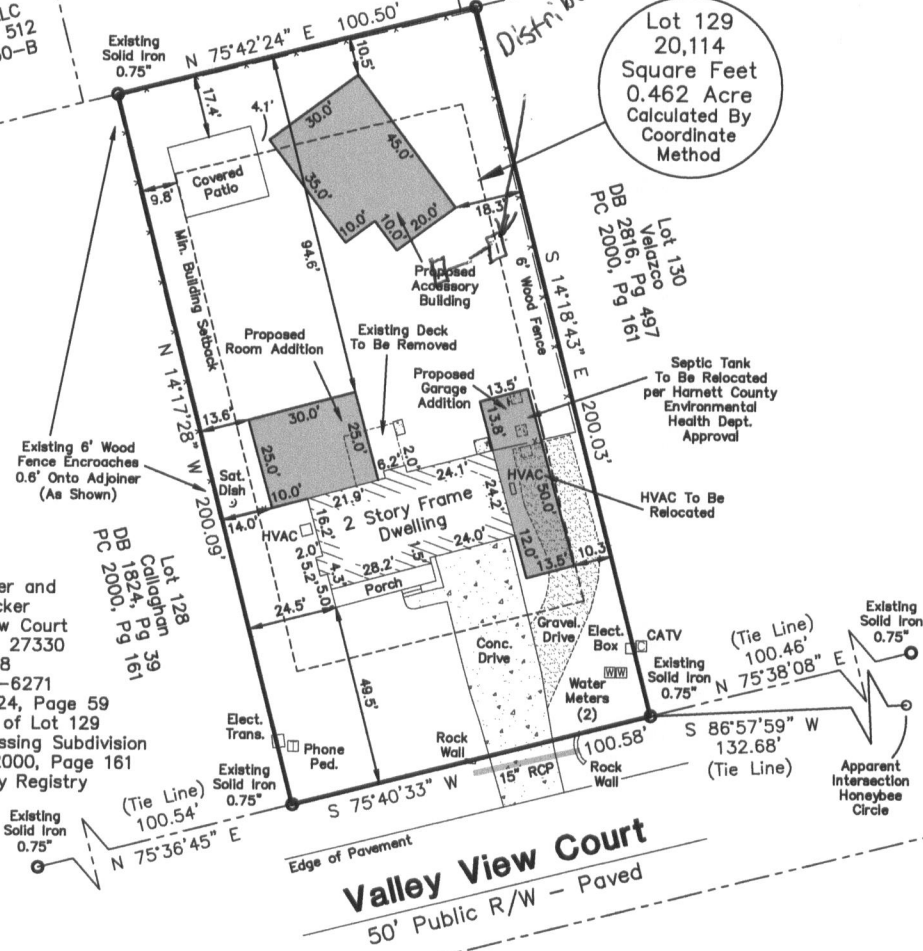 LC
512
0-B
Existing
Solid Iron
0.75"
N 75°42'24" E 100.50'
Lot 129
20,114
Square Feet
0.462 Acre
Calculated By
Coordinate
Method
10.5'
17.4'
4.1'
30.0'
45.0'
35.0'
10.0'
10.0'
20.0'
18.3'
Covered
Patio
9.8'
94.6'
Min. Building Setback
Proposed
Accessory
Building
6' Wood Fence
S 14°18'43" E 200.03'
Lot 130
Velazco
DB 2816, Pg 497
PC 2000, Pg 161
N 14°17'28" W 200.09'
Proposed
Room Addition
Existing Deck
To Be Removed
Proposed
Garage
Addition
13.5'
13.8'
Septic Tank
To Be Relocated
per Harnett County
Environmental
Health Dept.
Approval
13.6'
30.0'
25.0'
25.0'
6.2'
2.0'
24.1'
Existing 6' Wood
Fence Encroaches
0.6' Onto Adjoiner
(As Shown)
Sat.
Dish
10.0'
14.0'
21.9'
2 Story Frame
Dwelling
24.2'
HVAC
50.0'
HVAC To Be
Relocated
HVAC
16.2'
2.0'
5.2'
4.3'
5.0'
28.2'
1.5'
24.0'
12.0'
13.5'
10.3'
Porch
Lot 128
Callaghan
DB 1824, Pg 39
PC 2000, Pg 161
24.5'
49.5'
Conc.
Drive
Gravel
Drive
Elect.
Box
CATV
Water
Meters
(2)
W W
Existing
Solid Iron
0.75"
(Tie Line)
100.46'
N 75°38'08" E
Existing
Solid Iron
0.75"
S 86°57'59" W
132.68'
(Tie Line)
Apparent
Intersection
Honeybee
Circle
er and
cker
w Court
27330
8
-6271
24, Page 59
of Lot 129
ssing Subdivision
2000, Page 161
y Registry
Elect.
Trans.
Phone
Ped.
Rock
Wall
15" RCP
Rock
Wall
100.58'
S 75°40'33" W
Existing
Solid Iron
0.75"
(Tie Line)
100.54'
N 75°36'45" E
Existing
Solid Iron
0.75"
Edge of Pavement
Valley View Court
50' Public R/W - Paved